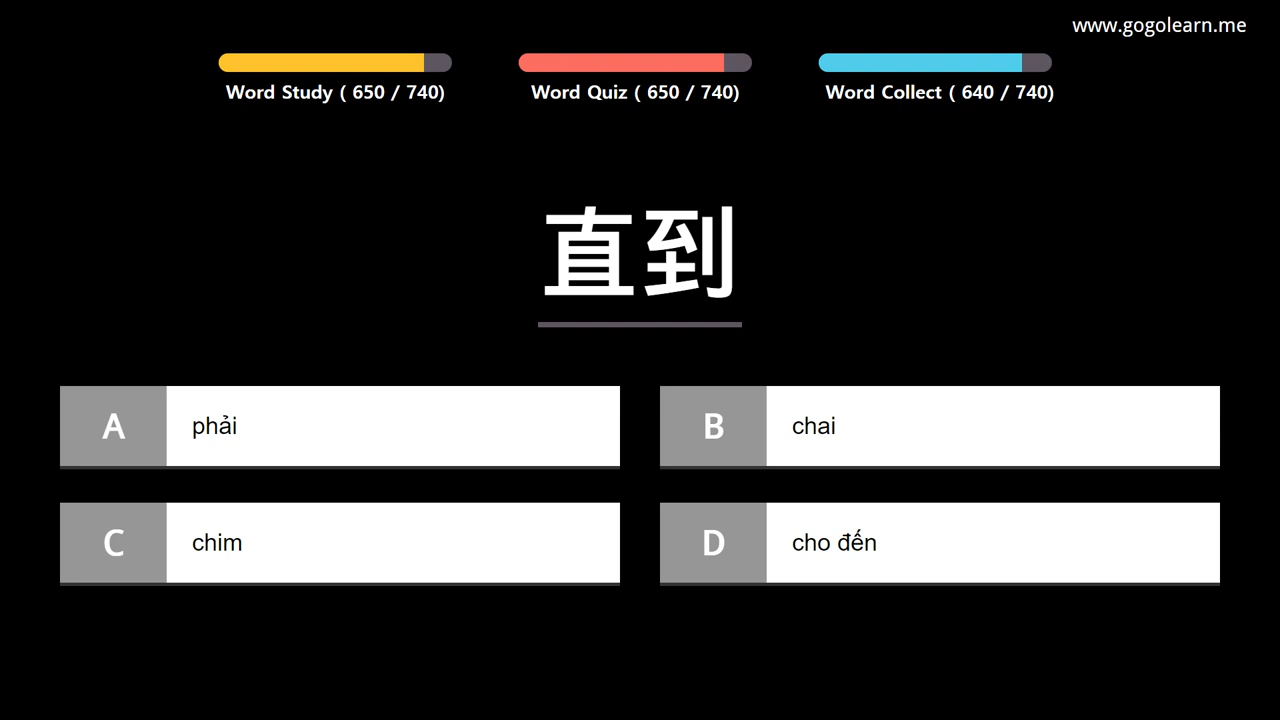 www.gogolearn.me
Word Study ( 650 / 740)
Word Quiz ( 650 / 740)
Word Collect ( 640 / 740)
直到
A phải
B chai
C chim
D cho đến